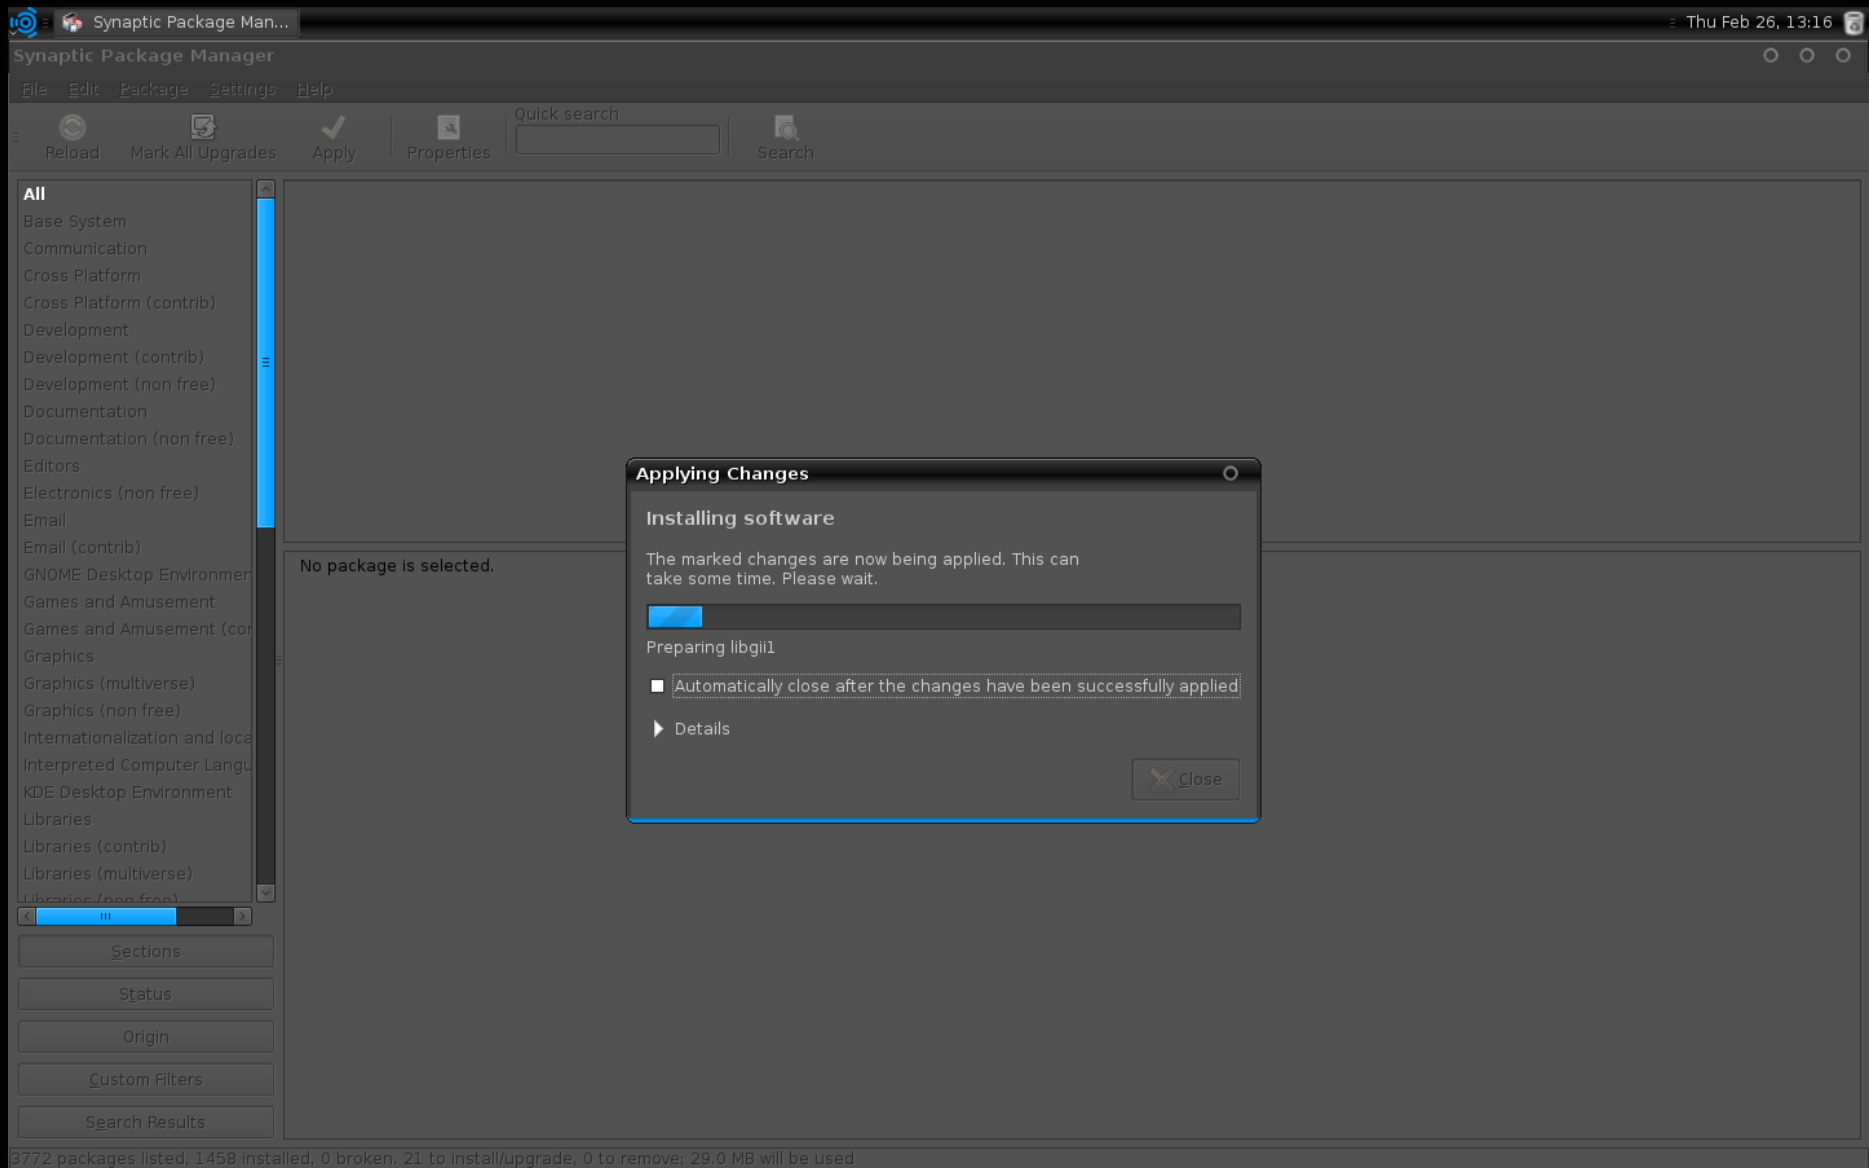 Synaptic Package Man...
Thu Feb 26, 13:16
Synaptic Package Manager
File Edit Package Settings Help
Reload
Mark All Upgrades
Apply
Properties
Quick search
Search
All
Base System
Communication
Cross Platform
Cross Platform (contrib)
Development
Development (contrib)
Development (non free)
Documentation
Documentation (non free)
Editors
Electronics (non free)
Email
Email (contrib)
GNOME Desktop Environmen
Games and Amusement
Games and Amusement (con
Graphics
Graphics (multiverse)
Graphics (non free)
Internationalization and loca
Interpreted Computer Langu
KDE Desktop Environment
Libraries
Libraries (contrib)
Libraries (multiverse)
Libraries (non free)
Sections
Status
Origin
Custom Filters
Search Results
No package is selected.
Applying Changes
Installing software
The marked changes are now being applied. This can
take some time. Please wait.
Preparing libgii1
Automatically close after the changes have been successfully applied
Details
Close
3772 packages listed, 1458 installed, 0 broken. 21 to install/upgrade, 0 to remove; 29.0 MB will be used